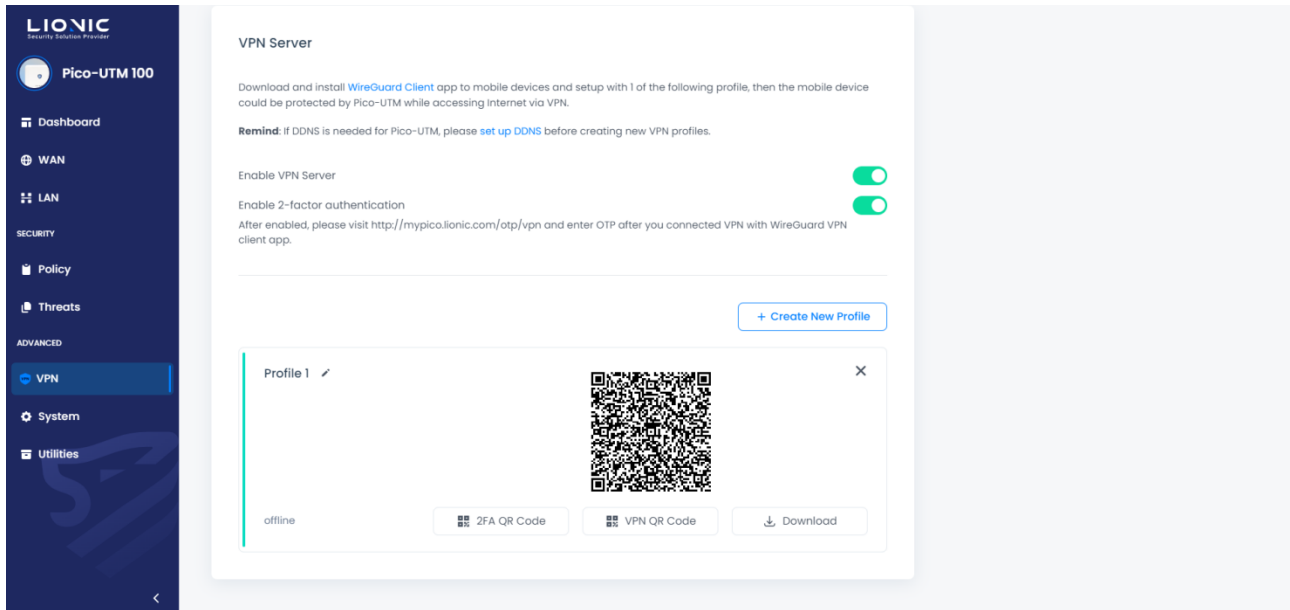 LIONIC
Security Solution Provider
Pico-UTM 100
Dashboard
WAN
LAN
SECURITY
Policy
Threats
ADVANCED
VPN
System
Utilities
VPN Server
Download and install WireGuard Client app to mobile devices and setup with 1 of the following profile, then the mobile device
could be protected by Pico-UTM while accessing Internet via VPN.
Remind: If DDNS is needed for Pico-UTM, please set up DDNS before creating new VPN profiles.
Enable VPN Server
Enable 2-factor authentication
After enabled, please visit http://mypico.lionic.com/otp/vpn and enter OTP after you connected VPN with WireGuard VPN
client app.
+ Create New Profile
Profile 1
offline
2FA QR Code
VPN QR Code
Download